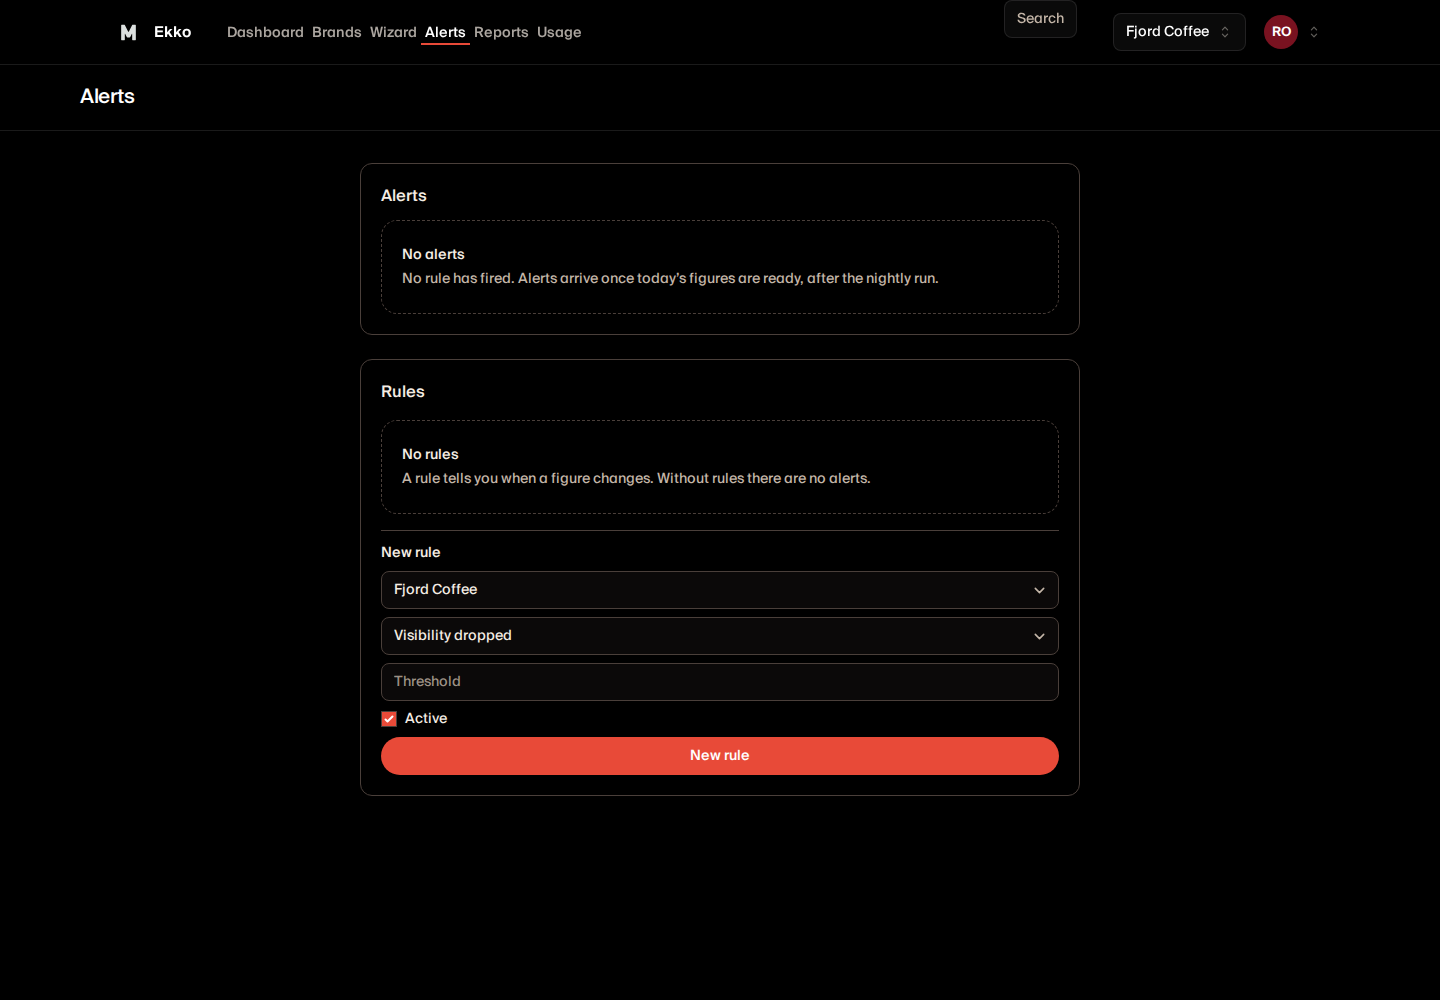 M Ekko Dashboard Brands Wizard Alerts Reports Usage Search Fjord Coffee RO
Alerts
Alerts
No alerts
No rule has fired. Alerts arrive once today’s figures are ready, after the nightly run.
Rules
No rules
A rule tells you when a figure changes. Without rules there are no alerts.
New rule
Fjord Coffee
Visibility dropped
Threshold
Active
New rule